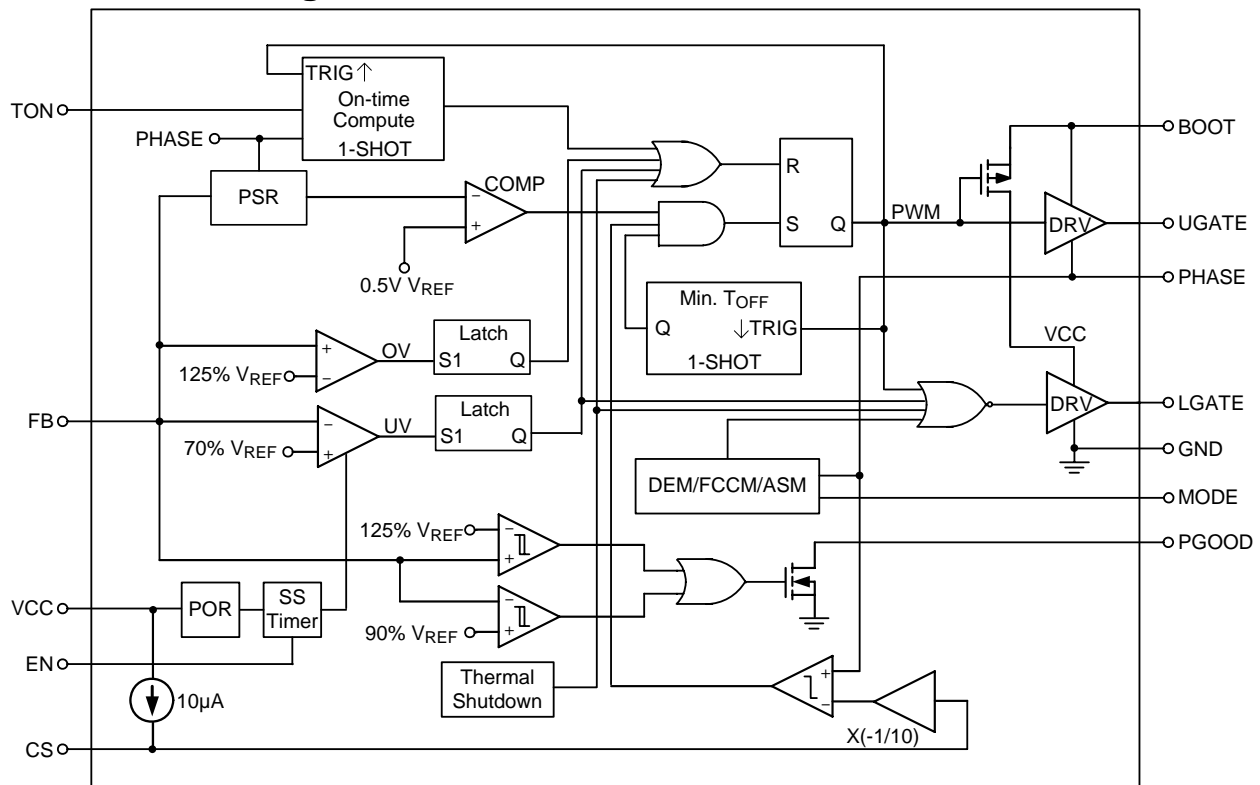 TRIG ↑
TON
On-time
Compute
BOOT
PHASE
1-SHOT
R
PSR
−
COMP
+
S
Q
PWM
DRV
UGATE
0.5V VREF
PHASE
Min. TOFF
Q
↓TRIG
1-SHOT
VCC
+
−
OV
Latch
S1
Q
125% VREF
FB
−
+
UV
Latch
S1
Q
70% VREF
DRV
LGATE
GND
DEM/FCCM/ASM
MODE
125% VREF
−
+
PGOOD
VCC
POR
SS
Timer
−
+
90% VREF
EN
Thermal
Shutdown
+
−
10µA
X(-1/10)
CS